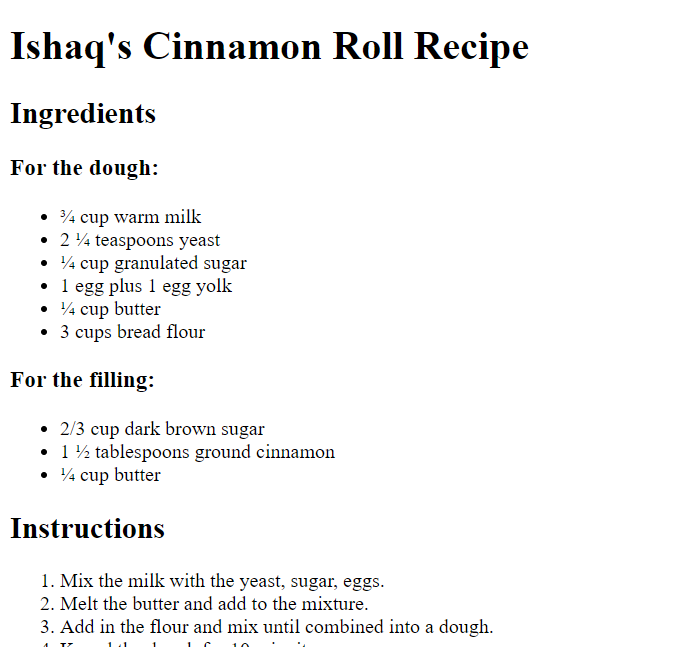 Ishaq's Cinnamon Roll Recipe
Ingredients
For the dough:
• ¾ cup warm milk
• 2 ¼ teaspoons yeast
• ¼ cup granulated sugar
• 1 egg plus 1 egg yolk
• ¼ cup butter
• 3 cups bread flour
For the filling:
• 2/3 cup dark brown sugar
• 1 ½ tablespoons ground cinnamon
• ¼ cup butter
Instructions
1. Mix the milk with the yeast, sugar, eggs.
2. Melt the butter and add to the mixture.
3. Add in the flour and mix until combined into a dough.